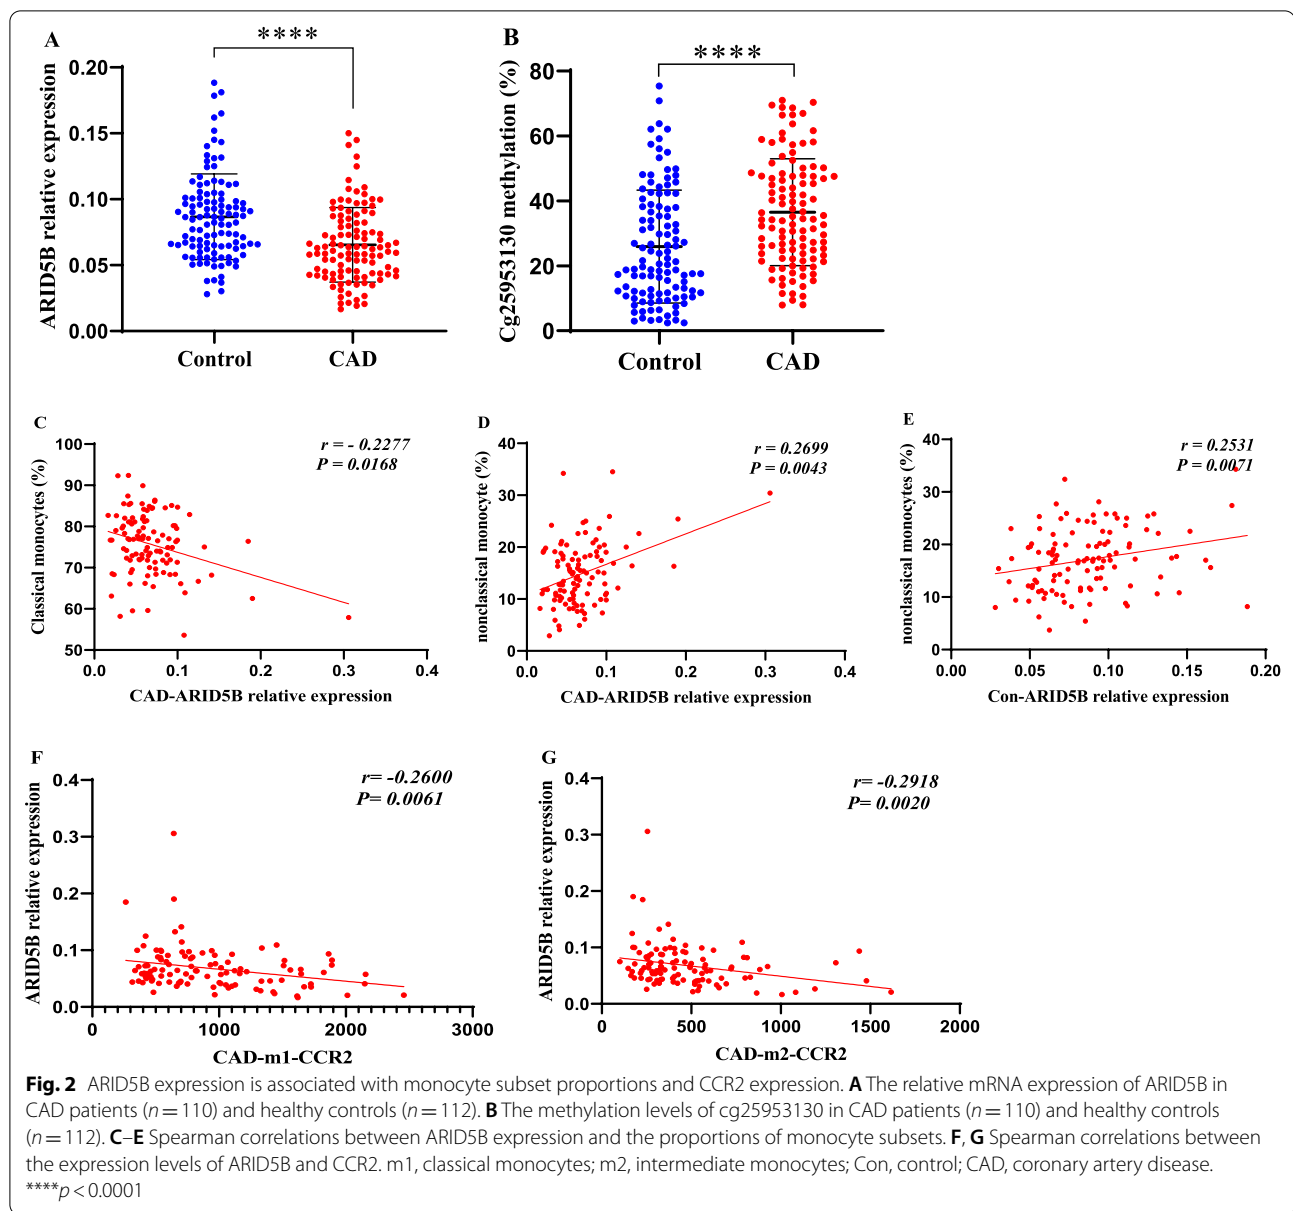 A
****
ARID5B relative expression
0.20
0.15
0.10
0.05
0.00
Control
CAD
B
****
Cg25953130 methylation (%)
80
60
40
20
0
Control
CAD
C
r = - 0.2277
P = 0.0168
Classical monocytes (%)
100
90
80
70
60
50
0.0
0.1
0.2
0.3
0.4
CAD-ARID5B relative expression
D
r = 0.2699
P = 0.0043
nonclassical monocyte (%)
40
30
20
10
0
0.0
0.1
0.2
0.3
0.4
CAD-ARID5B relative expression
E
r = 0.2531
P = 0.0071
nonclassical monocytes (%)
40
30
20
10
0
0.00
0.05
0.10
0.15
0.20
Con-ARID5B relative expression
F
r= -0.2600
P= 0.0061
ARID5B relative expression
0.4
0.3
0.2
0.1
0.0
0
1000
2000
3000
CAD-m1-CCR2
G
r= -0.2918
P= 0.0020
ARID5B relative expression
0.4
0.3
0.2
0.1
0.0
0
500
1000
1500
2000
CAD-m2-CCR2
Fig. 2 ARID5B expression is associated with monocyte subset proportions and CCR2 expression. A The relative mRNA expression of ARID5B in
CAD patients (n = 110) and healthy controls (n = 112). B The methylation levels of cg25953130 in CAD patients (n = 110) and healthy controls
(n = 112). C–E Spearman correlations between ARID5B expression and the proportions of monocyte subsets. F, G Spearman correlations between
the expression levels of ARID5B and CCR2. m1, classical monocytes; m2, intermediate monocytes; Con, control; CAD, coronary artery disease.
****p < 0.0001